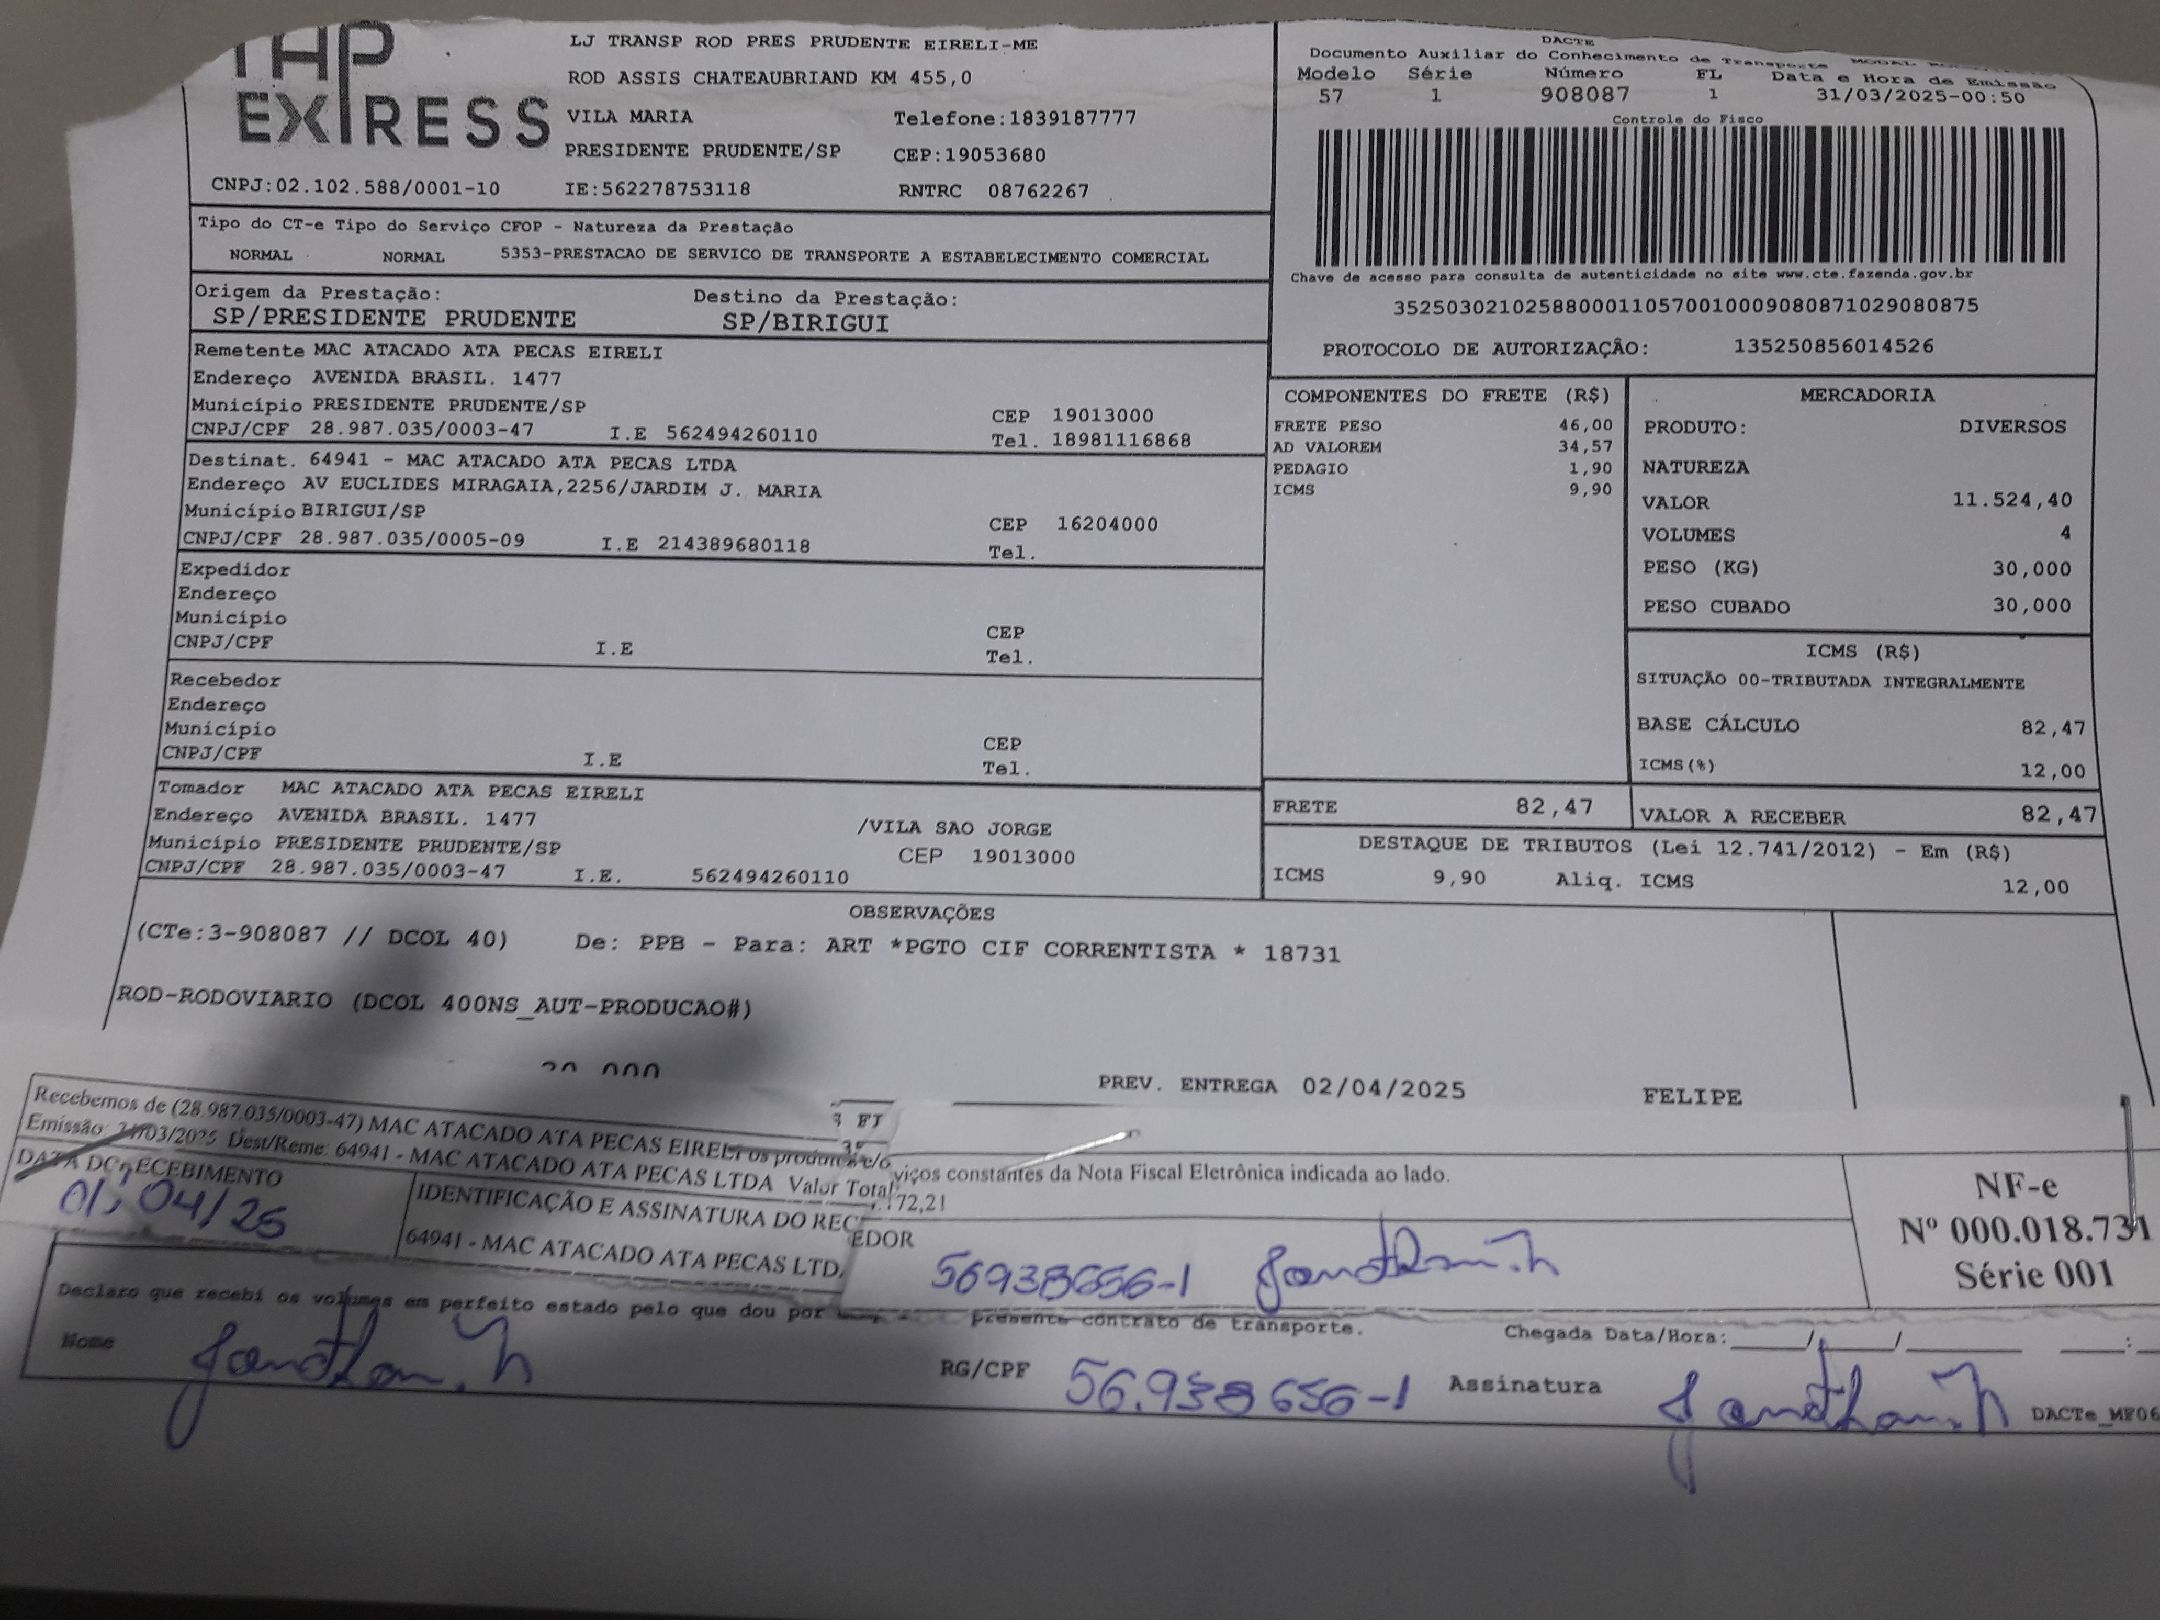 EXPRESS
LJ TRANSP ROD PRES PRUDENTE EIRELI-ME
ROD ASSIS CHATEAUBRIAND KM 455,0
VILA MARIA Telefone:1839187777
PRESIDENTE PRUDENTE/SP CEP:19053680
CNPJ:02.102.588/0001-10 IE:562278753118 RNTRC 08762267
DACTE
Documento Auxiliar do Conhecimento de Transporte
Modelo Série Número FL Data e Hora de Emissão
57 1 908087 1 31/03/2025-00:50
Controle do Fisco
Chave de acesso para consulta de autenticidade no site www.cte.fazenda.gov.br
35250302102588000110570010009080871029080875
PROTOCOLO DE AUTORIZAÇÃO: 135250856014526
Tipo do CT-e Tipo do Serviço CFOP - Natureza da Prestação
NORMAL NORMAL 5353-PRESTACAO DE SERVICO DE TRANSPORTE A ESTABELECIMENTO COMERCIAL
Origem da Prestação: Destino da Prestação:
SP/PRESIDENTE PRUDENTE SP/BIRIGUI
Remetente MAC ATACADO ATA PECAS EIRELI
Endereço AVENIDA BRASIL. 1477
Município PRESIDENTE PRUDENTE/SP CEP 19013000
CNPJ/CPF 28.987.035/0003-47 I.E 562494260110 Tel. 18981116868
Destinat. 64941 - MAC ATACADO ATA PECAS LTDA
Endereço AV EUCLIDES MIRAGAIA,2256/JARDIM J. MARIA
Município BIRIGUI/SP CEP 16204000
CNPJ/CPF 28.987.035/0005-09 I.E 214389680118 Tel.
Expedidor
Endereço
Município CEP
CNPJ/CPF I.E Tel.
Recebedor
Endereço
Município CEP
CNPJ/CPF I.E Tel.
Tomador MAC ATACADO ATA PECAS EIRELI
Endereço AVENIDA BRASIL. 1477 /VILA SAO JORGE
Município PRESIDENTE PRUDENTE/SP CEP 19013000
CNPJ/CPF 28.987.035/0003-47 I.E. 562494260110
COMPONENTES DO FRETE (R$)
FRETE PESO 46,00
AD VALOREM 34,57
PEDAGIO 1,90
ICMS 9,90
MERCADORIA
PRODUTO: DIVERSOS
NATUREZA
VALOR 11.524,40
VOLUMES 4
PESO (KG) 30,000
PESO CUBADO 30,000
ICMS (R$)
SITUAÇÃO 00-TRIBUTADA INTEGRALMENTE
BASE CÁLCULO 82,47
ICMS(%) 12,00
FRETE 82,47 VALOR A RECEBER 82,47
DESTAQUE DE TRIBUTOS (Lei 12.741/2012) - Em (R$)
ICMS 9,90 Aliq. ICMS 12,00
OBSERVAÇÕES
(CTe:3-908087 // DCOL 40) De: PPB - Para: ART *PGTO CIF CORRENTISTA * 18731
ROD-RODOVIARIO (DCOL 400NS_AUT-PRODUCAO#)
PREV. ENTREGA 02/04/2025 FELIPE
Recebemos de (28.987.035/0003-47) MAC ATACADO ATA PECAS EIRELI os produtos e/o
viços constantes da Nota Fiscal Eletrônica indicada ao lado.
Emissão: Dest/Reme: 64941 - MAC ATACADO ATA PECAS LTDA Valor Total
72,21
DATA DO RECEBIMENTO IDENTIFICAÇÃO E ASSINATURA DO REC
EDOR
01/04/25 64941 - MAC ATACADO ATA PECAS LTD
56938656-1
NF-e
Nº 000.018.731
Série 001
Declaro que recebi os volumes em perfeito estado pelo que dou por presente contrato de transporte.
Chegada Data/Hora:____/____/______ ___:
Nome RG/CPF 56.938656-1 Assinatura DACTe_MF06